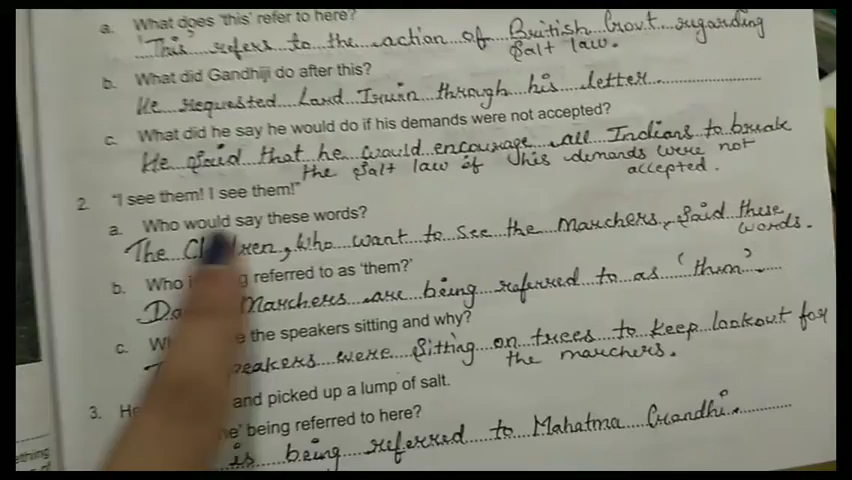 a. What does 'this' refer to here?
'This' refers to the action of British Govt. regarding
Salt law.
b. What did Gandhiji do after this?
He requested Lord Irwin through his letter
c. What did he say he would do if his demands were not accepted?
He said that he would encourage all Indians to break
the salt law if his demands were not
accepted.
2. "I see them! I see them!"
a. Who would say these words?
The Children, who want to see the marchers, said these
words.
b. Who g referred to as 'them?'
Da Marchers are being referred to as 'them'
c. W e the speakers sitting and why?
peakers were sitting on trees to keep lookout for
the marchers.
3. He and picked up a lump of salt.
he' being referred to here?
is being referred to Mahatma Gandhi.
ething